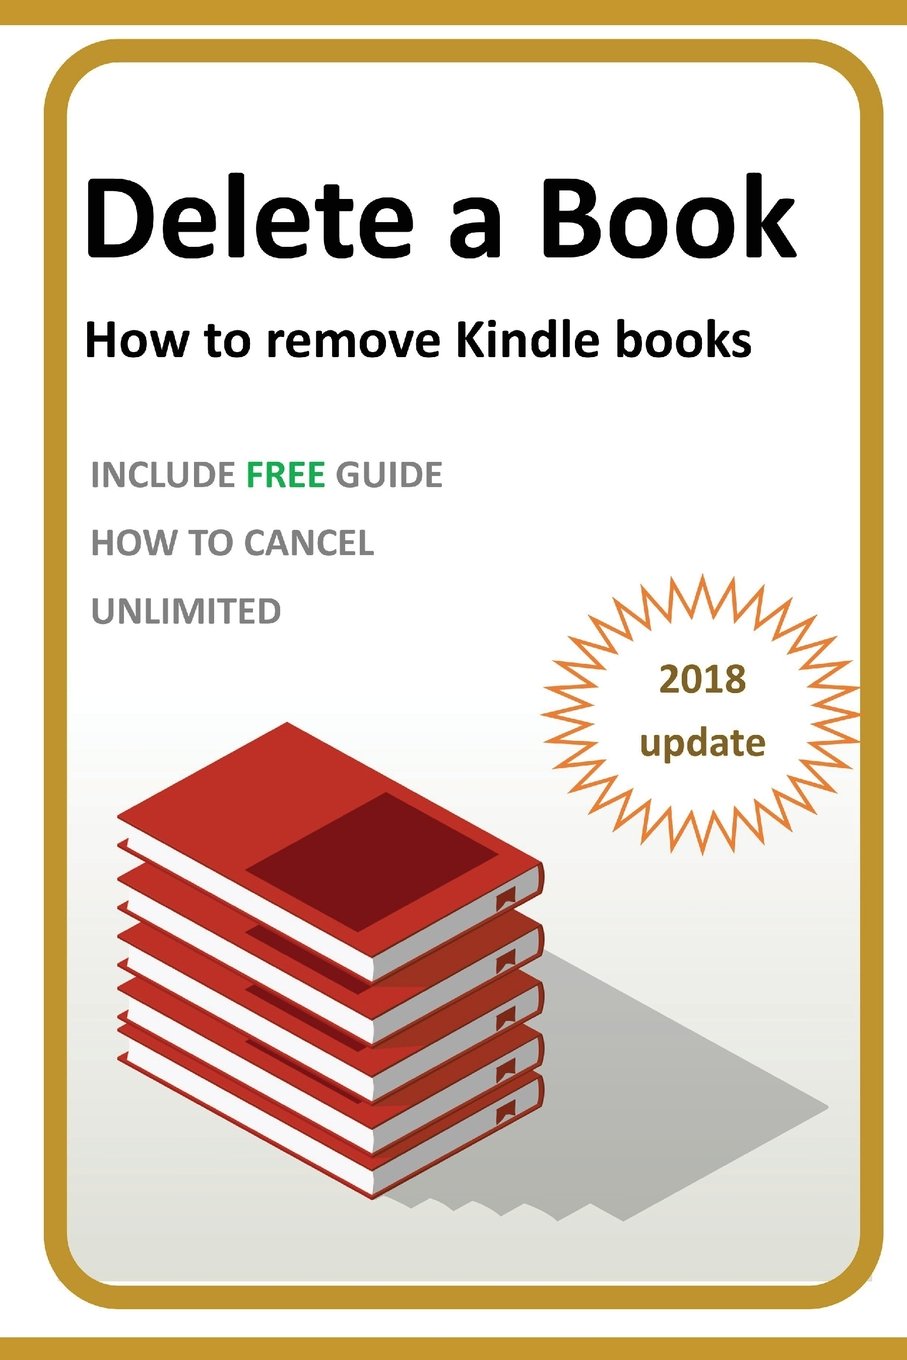 Delete a Book
How to remove Kindle books
INCLUDE FREE GUIDE
HOW TO CANCEL
UNLIMITED
2018
update